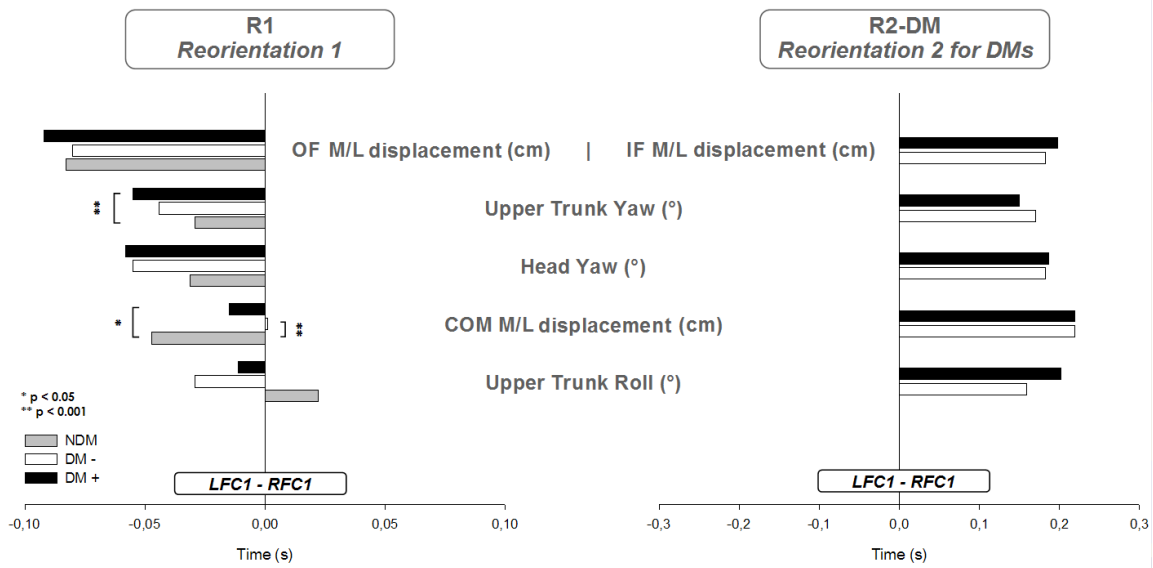 R1
Reorientation 1
R2-DM
Reorientation 2 for DMs
OF M/L displacement (cm) | IF M/L displacement (cm)
**
Upper Trunk Yaw (°)
Head Yaw (°)
*
**
COM M/L displacement (cm)
Upper Trunk Roll (°)
* p < 0.05
** p < 0.001
NDM
DM -
DM +
LFC1 - RFC1
LFC1 - RFC1
-0,10 -0,05 0,00 0,05 0,10
-0,3 -0,2 -0,1 0,0 0,1 0,2 0,3
Time (s)
Time (s)